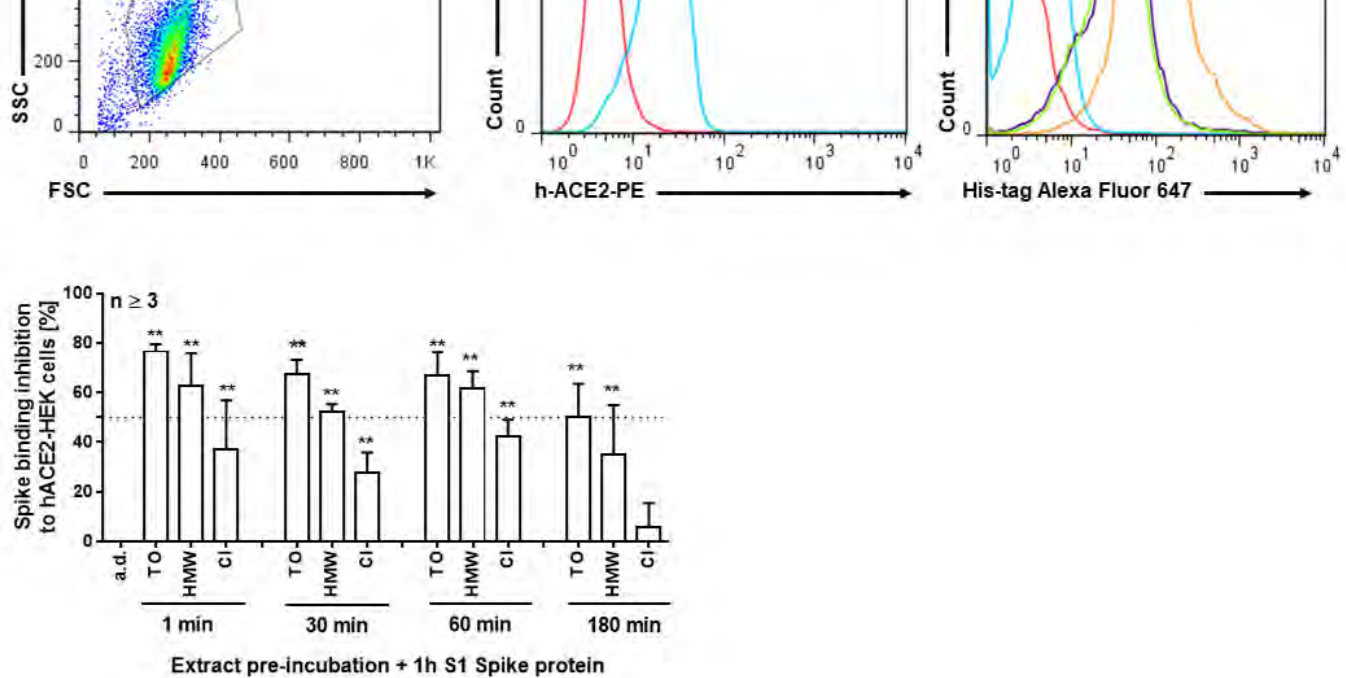 SSC
200
0
0 200 400 600 800 1K
FSC
Count
0
10^0 10^1 10^2 10^3 10^4
h-ACE2-PE
Count
0
10^0 10^1 10^2 10^3 10^4
His-tag Alexa Fluor 647
Spike binding inhibition
to hACE2-HEK cells [%]
100
80
60
40
20
0
n ≥ 3
** ** ** ** ** ** ** ** ** ** **
a.d. TO HMW CI TO HMW CI TO HMW CI TO HMW CI
1 min 30 min 60 min 180 min
Extract pre-incubation + 1h S1 Spike protein